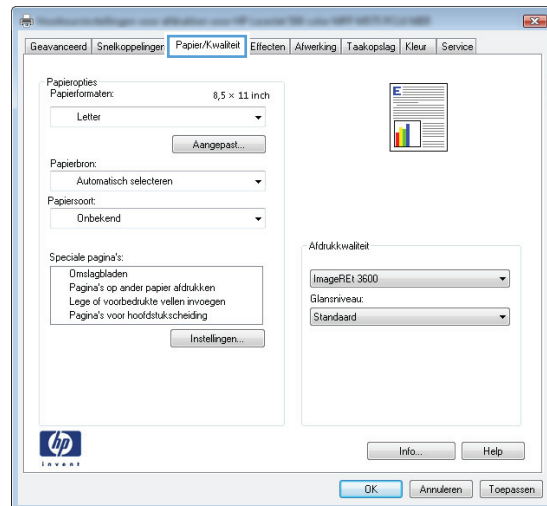 Geavanceerd Snelkoppelingen Papier/Kwaliteit Effecten Afwerking Taakopslag Kleur Service
Papieropties
Papierformaten: 8,5 × 11 inch
Letter
Aangepast...
Papierbron:
Automatisch selecteren
Papiersoort:
Onbekend
Speciale pagina's:
Omslagbladen
Pagina's op ander papier afdrukken
Lege of voorbedrukte vellen invoegen
Pagina's voor hoofdstukscheiding
Instellingen...
E
Afdrukkwaliteit
ImageREt 3600
Glansniveau:
Standaard
hp
invent
Info... Help
OK Annuleren Toepassen